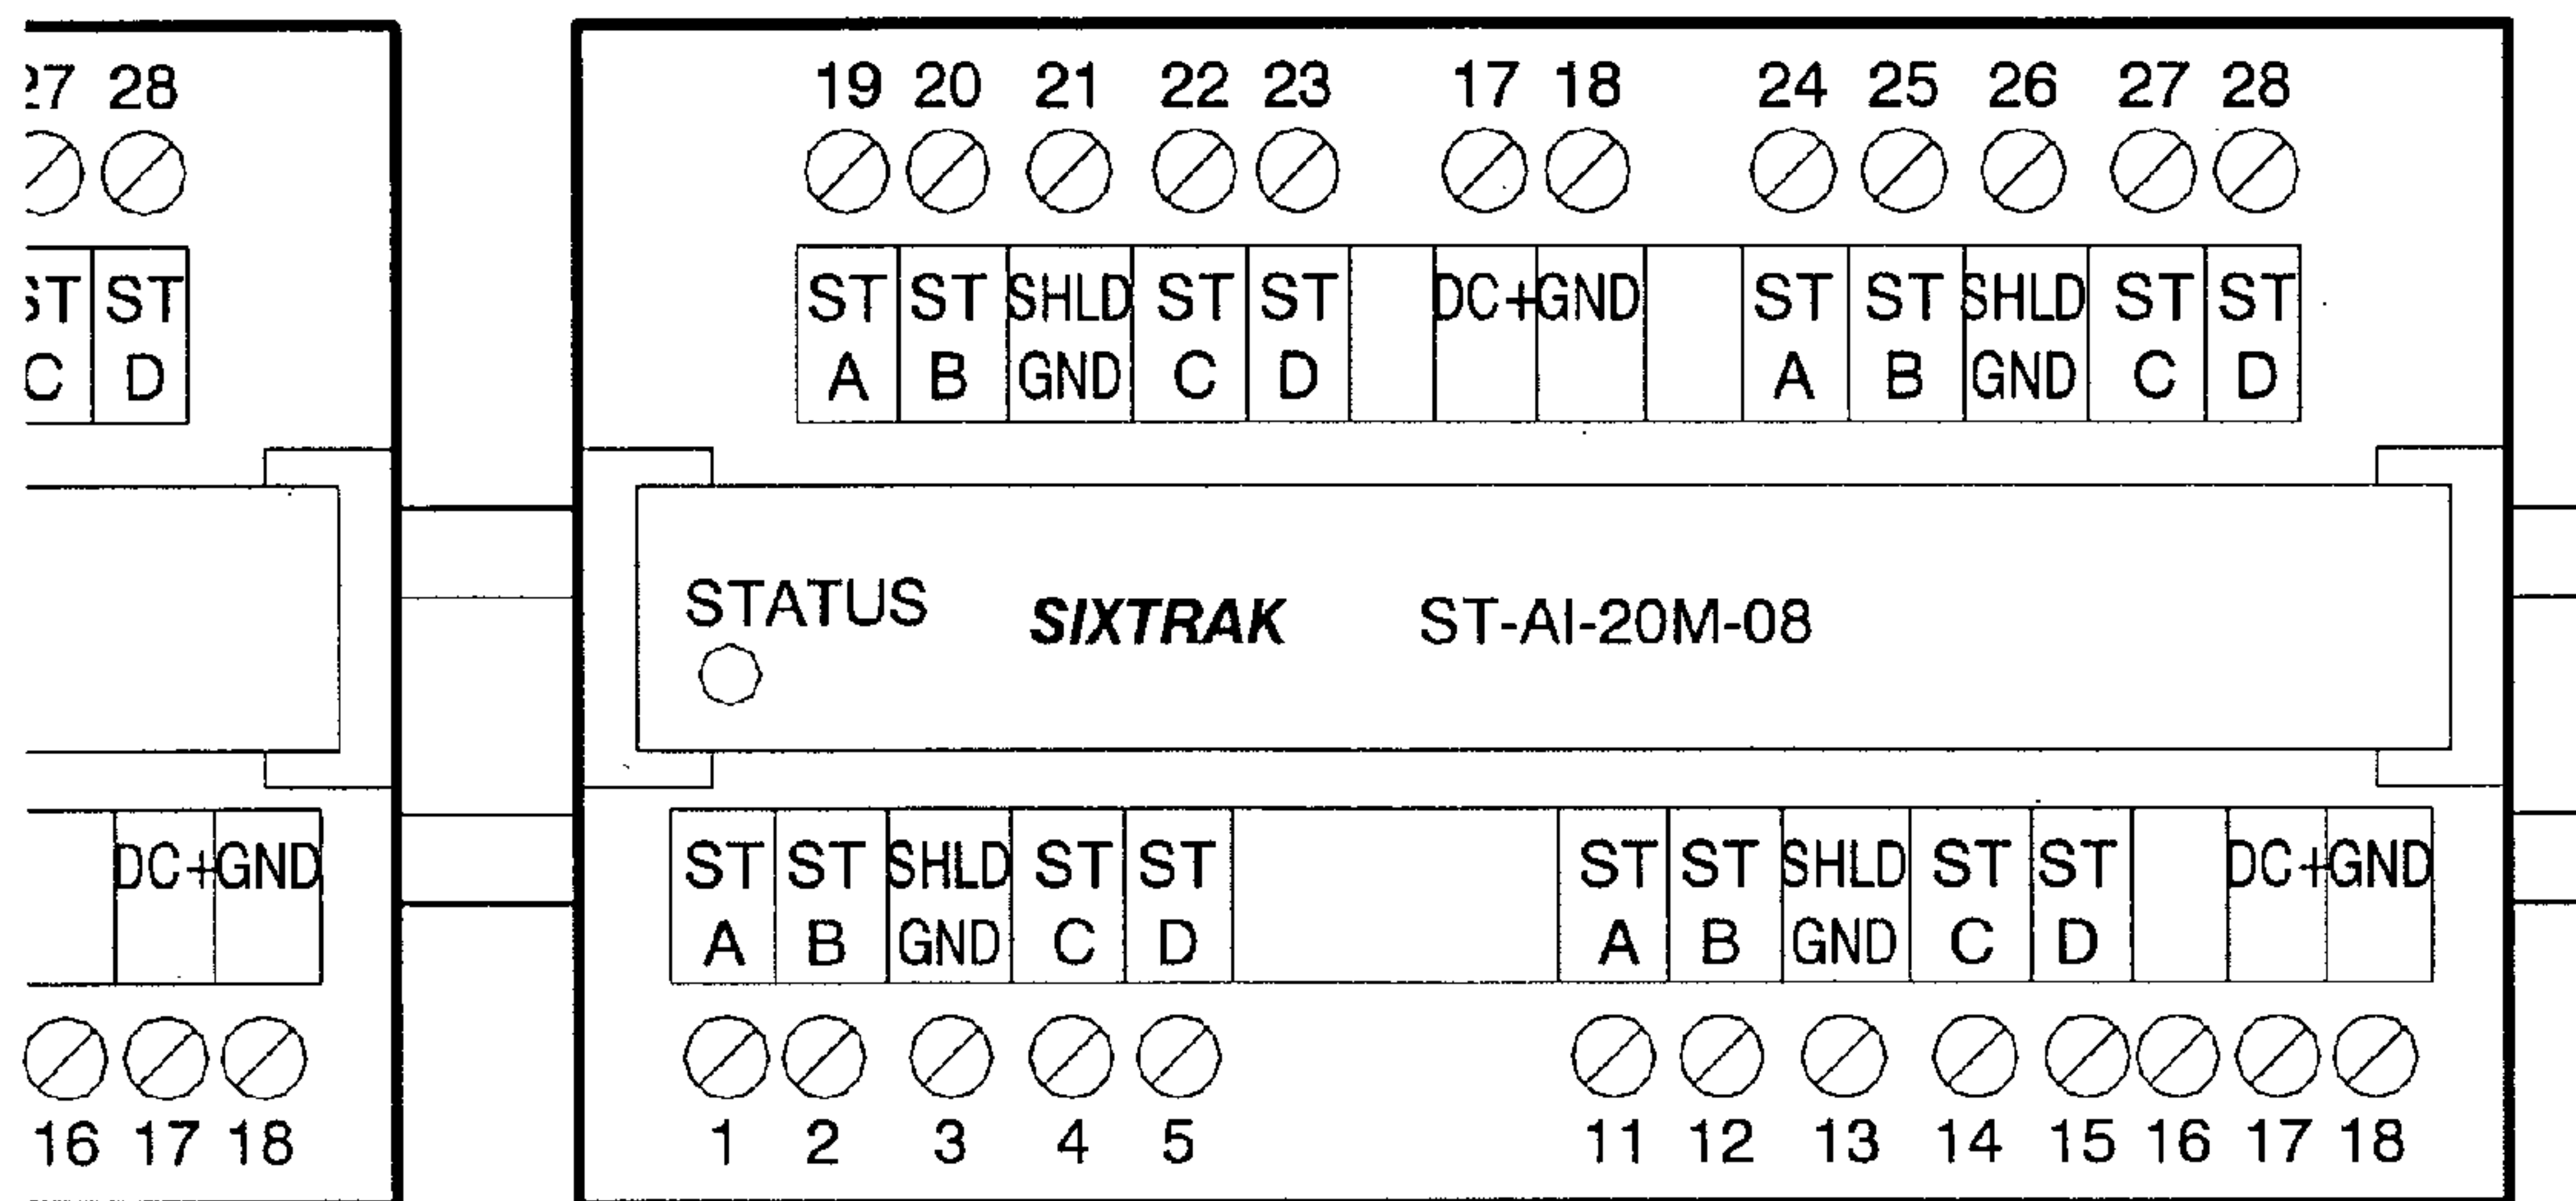 28
ST
D
DC+ GND
16 17 18
19 20 21 22 23 17 18 24 25 26 27 28
ST ST SHLD ST ST DC+ GND ST ST SHLD ST ST
A B GND C D A B GND C D
STATUS SIXTRAK ST-AI-20M-08
ST ST SHLD ST ST ST ST SHLD ST ST DC+ GND
A B GND C D A B GND C D
1 2 3 4 5 11 12 13 14 15 16 17 18